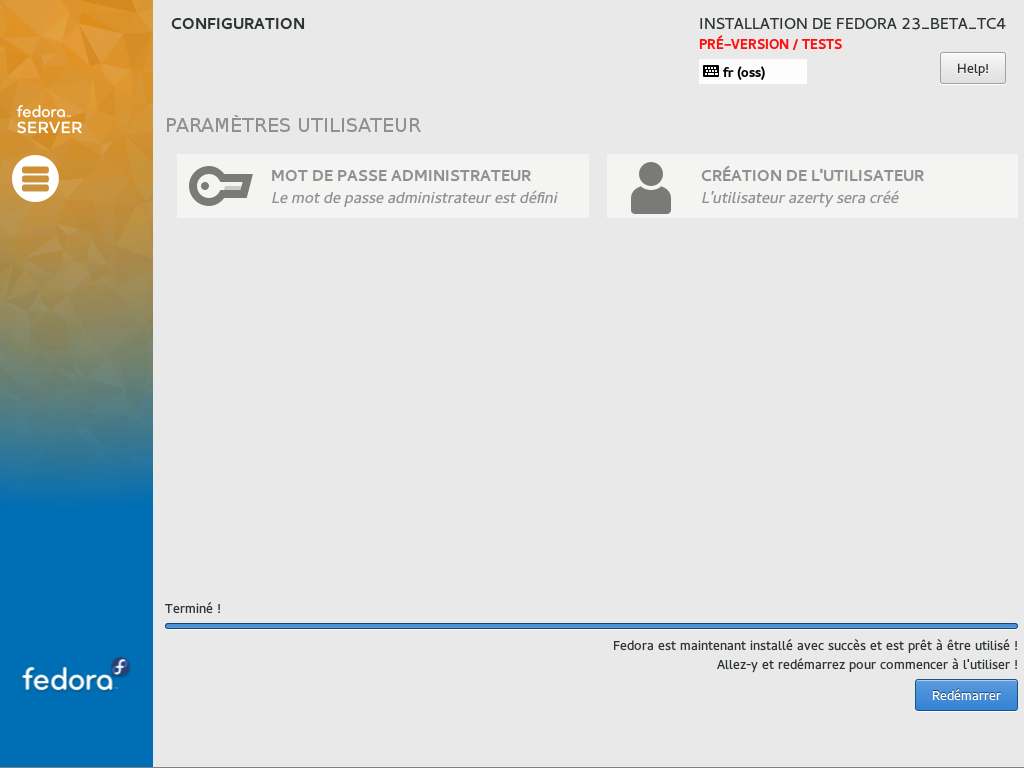 CONFIGURATION
INSTALLATION DE FEDORA 23_BETA_TC4
PRÉ-VERSION / TESTS
fr (oss)
Help!
fedora
SERVER
PARAMÈTRES UTILISATEUR
MOT DE PASSE ADMINISTRATEUR
Le mot de passe administrateur est défini
CRÉATION DE L'UTILISATEUR
L'utilisateur azerty sera créé
Terminé !
Fedora est maintenant installé avec succès et est prêt à être utilisé !
Allez-y et redémarrez pour commencer à l'utiliser !
Redémarrer
fedora